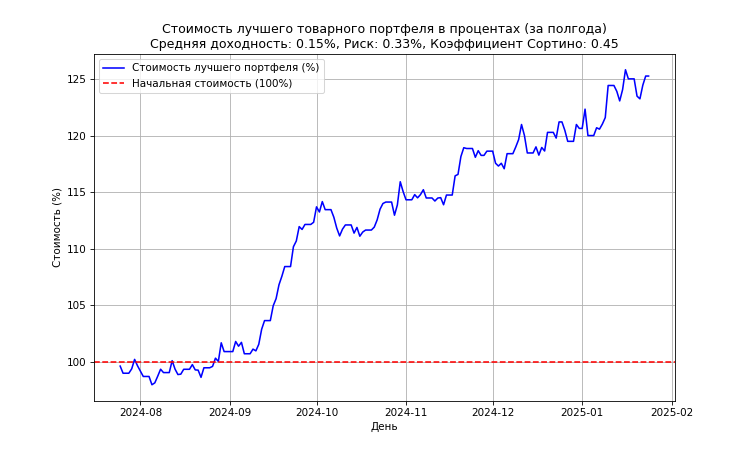 Стоимость лучшего товарного портфеля в процентах (за полгода)
Средняя доходность: 0.15%, Риск: 0.33%, Коэффициент Сортино: 0.45
Стоимость лучшего портфеля (%)
Начальная стоимость (100%)
Стоимость (%)
125
120
115
110
105
100
2024-08 2024-09 2024-10 2024-11 2024-12 2025-01 2025-02
День